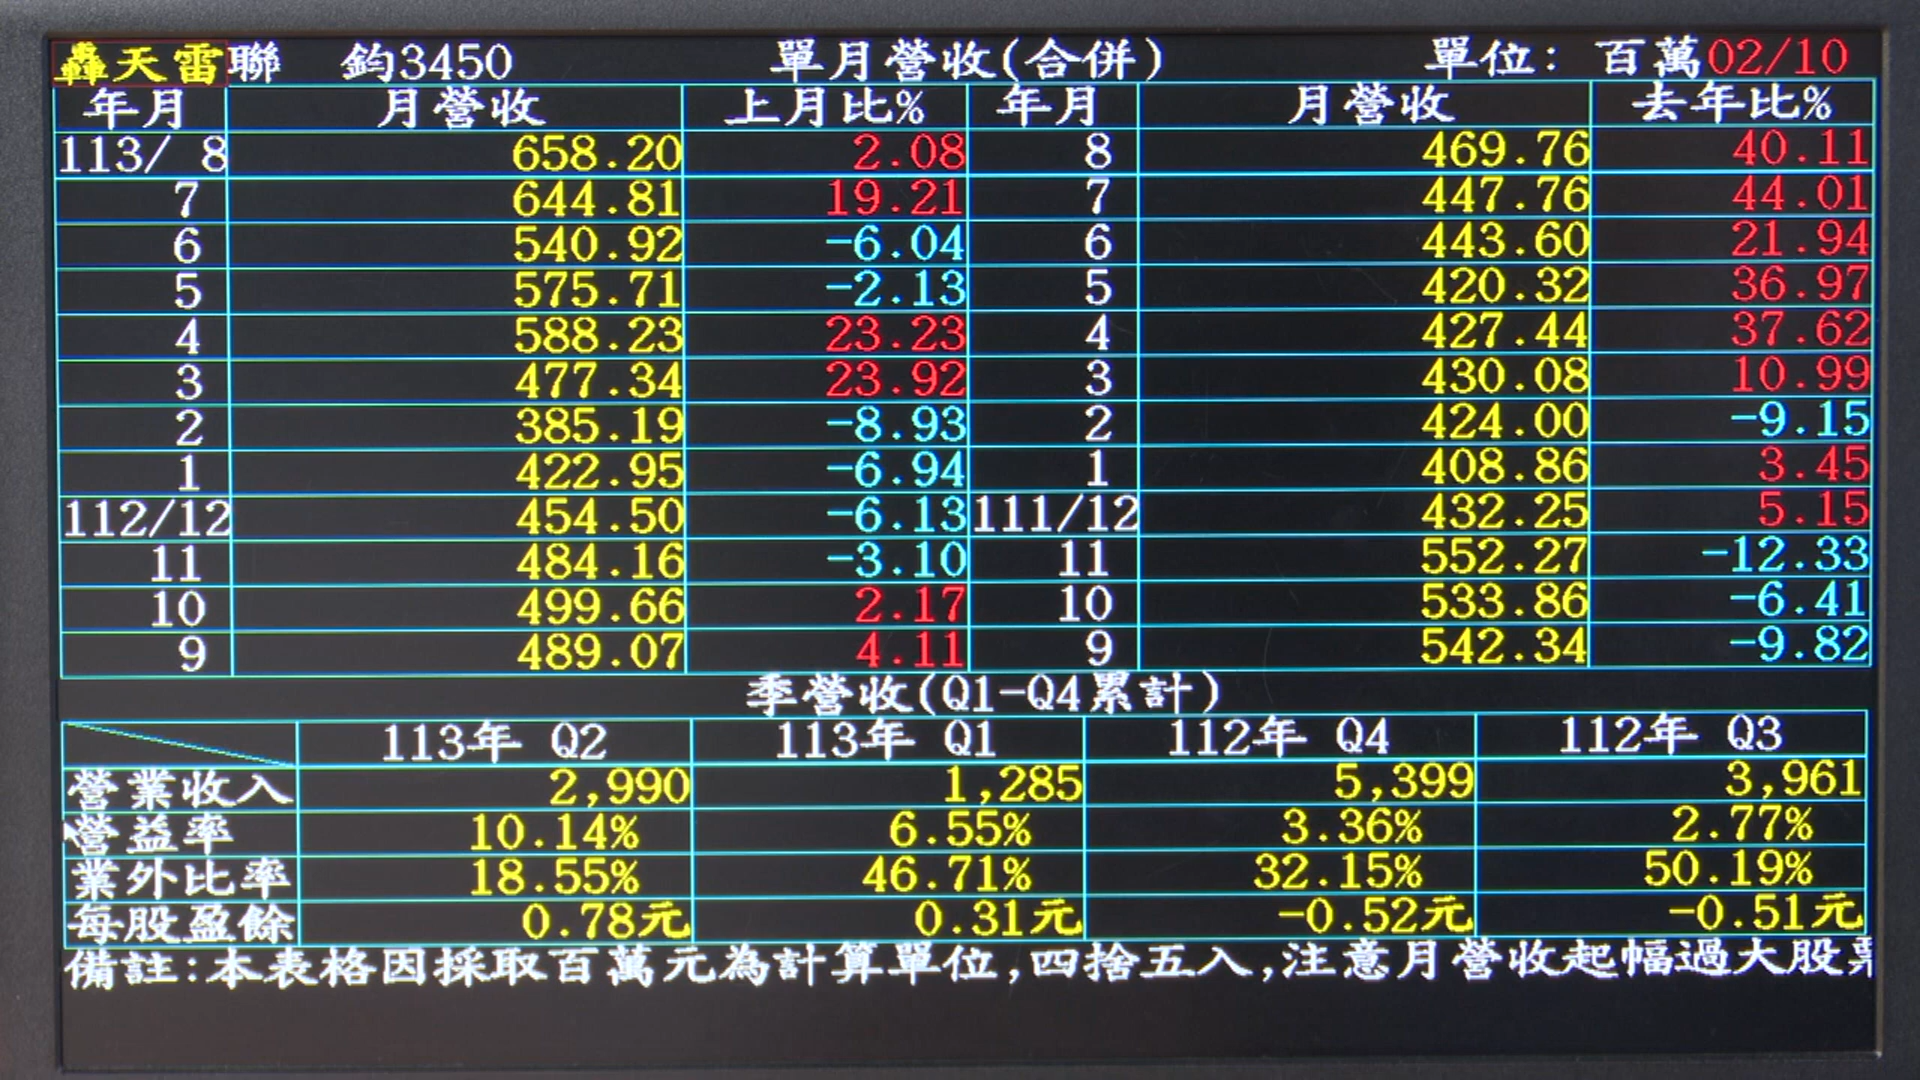 轟天雷聯 鈞3450 單月營收(合併) 單位: 百萬02/10
年月 月營收 上月比% 年月 月營收 去年比%
113/ 8 658.20 2.08 8 469.76 40.11
7 644.81 19.21 7 447.76 44.01
6 540.92 -6.04 6 443.60 21.94
5 575.71 -2.13 5 420.32 36.97
4 588.23 23.23 4 427.44 37.62
3 477.34 23.92 3 430.08 10.99
2 385.19 -8.93 2 424.00 -9.15
1 422.95 -6.94 1 408.86 3.45
112/12 454.50 -6.13 111/12 432.25 5.15
11 484.16 -3.10 11 552.27 -12.33
10 499.66 2.17 10 533.86 -6.41
9 489.07 4.11 9 542.34 -9.82
季營收(Q1-Q4累計)
113年 Q2 113年 Q1 112年 Q4 112年 Q3
營業收入 2,990 1,285 5,399 3,961
營益率 10.14% 6.55% 3.36% 2.77%
業外比率 18.55% 46.71% 32.15% 50.19%
每股盈餘 0.78元 0.31元 -0.52元 -0.51元
備註:本表格因採取百萬元為計算單位,四捨五入,注意月營收起幅過大股